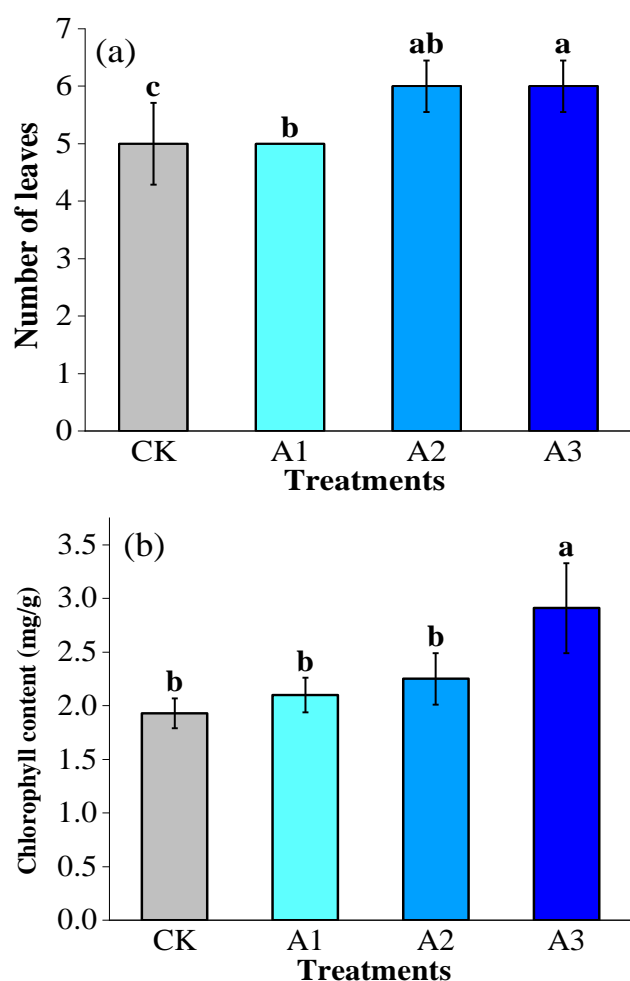 (a)
Number of leaves
7
6
5
4
3
2
1
0
c
b
ab
a
CK A1 A2 A3
Treatments
(b)
Chlorophyll content (mg/g)
3.5
3.0
2.5
2.0
1.5
1.0
0.5
0.0
b
b
b
a
CK A1 A2 A3
Treatments